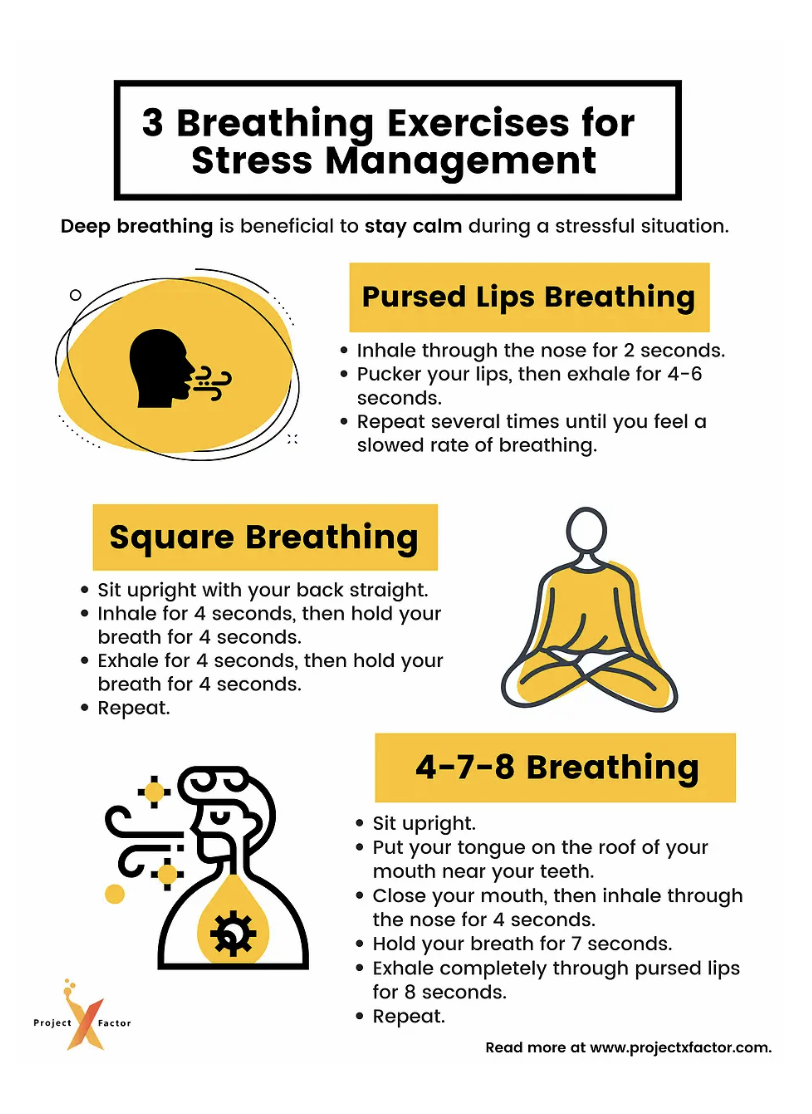 3 Breathing Exercises for
Stress Management
Deep breathing is beneficial to stay calm during a stressful situation.
Pursed Lips Breathing
• Inhale through the nose for 2 seconds.
• Pucker your lips, then exhale for 4-6
seconds.
• Repeat several times until you feel a
slowed rate of breathing.
Square Breathing
• Sit upright with your back straight.
• Inhale for 4 seconds, then hold your
breath for 4 seconds.
• Exhale for 4 seconds, then hold your
breath for 4 seconds.
• Repeat.
4-7-8 Breathing
• Sit upright.
• Put your tongue on the roof of your
mouth near your teeth.
• Close your mouth, then inhale through
the nose for 4 seconds.
• Hold your breath for 7 seconds.
• Exhale completely through pursed lips
for 8 seconds.
• Repeat.
Project X Factor
Read more at www.projectxfactor.com.